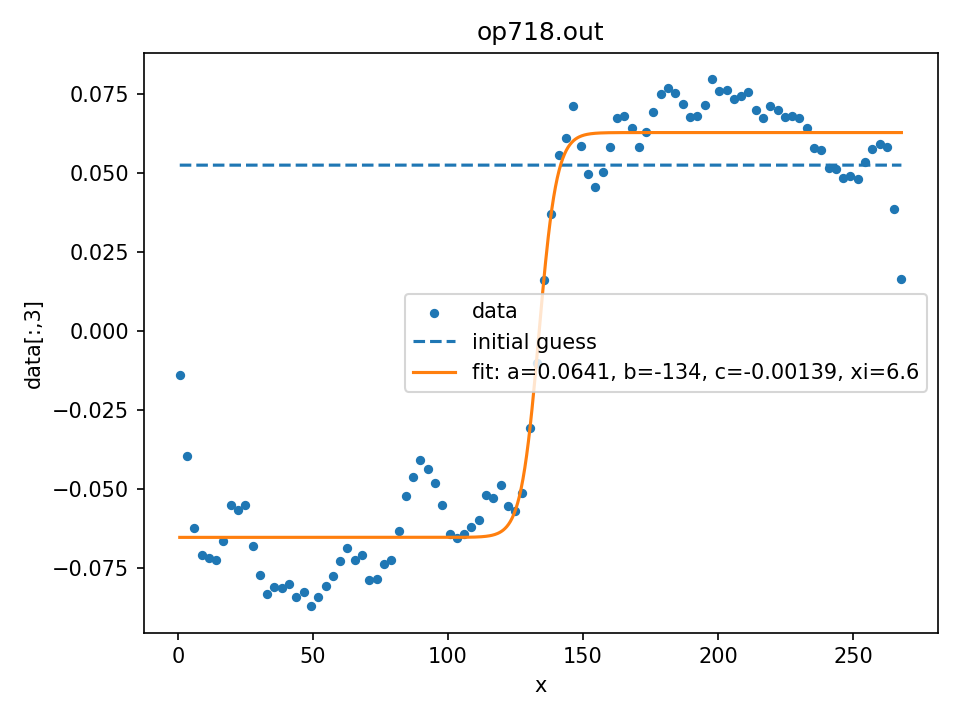 op718.out
data[:,3]
0.075
0.050
0.025
0.000
−0.025
−0.050
−0.075
data
initial guess
fit: a=0.0641, b=-134, c=-0.00139, xi=6.6
0 50 100 150 200 250
x